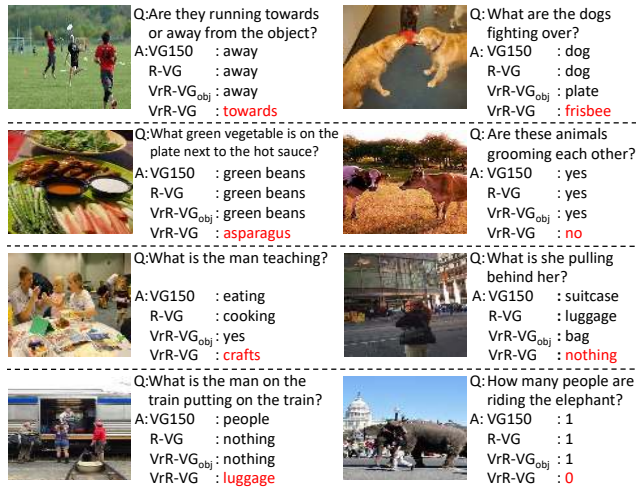 Q:Are they running towards
or away from the object?
A:VG150 : away
R-VG : away
VrR-VGobj : away
VrR-VG : towards
Q:What are the dogs
fighting over?
A:VG150 : dog
R-VG : dog
VrR-VGobj : plate
VrR-VG : frisbee
Q:What green vegetable is on the
plate next to the hot sauce?
A:VG150 : green beans
R-VG : green beans
VrR-VGobj : green beans
VrR-VG : asparagus
Q:Are these animals
grooming each other?
A:VG150 : yes
R-VG : yes
VrR-VGobj : yes
VrR-VG : no
Q:What is the man teaching?
A:VG150 : eating
R-VG : cooking
VrR-VGobj : yes
VrR-VG : crafts
Q:What is she pulling
behind her?
A:VG150 : suitcase
R-VG : luggage
VrR-VGobj : bag
VrR-VG : nothing
Q:What is the man on the
train putting on the train?
A:VG150 : people
R-VG : nothing
VrR-VGobj : nothing
VrR-VG : luggage
Q:How many people are
riding the elephant?
A:VG150 : 1
R-VG : 1
VrR-VGobj : 1
VrR-VG : 0